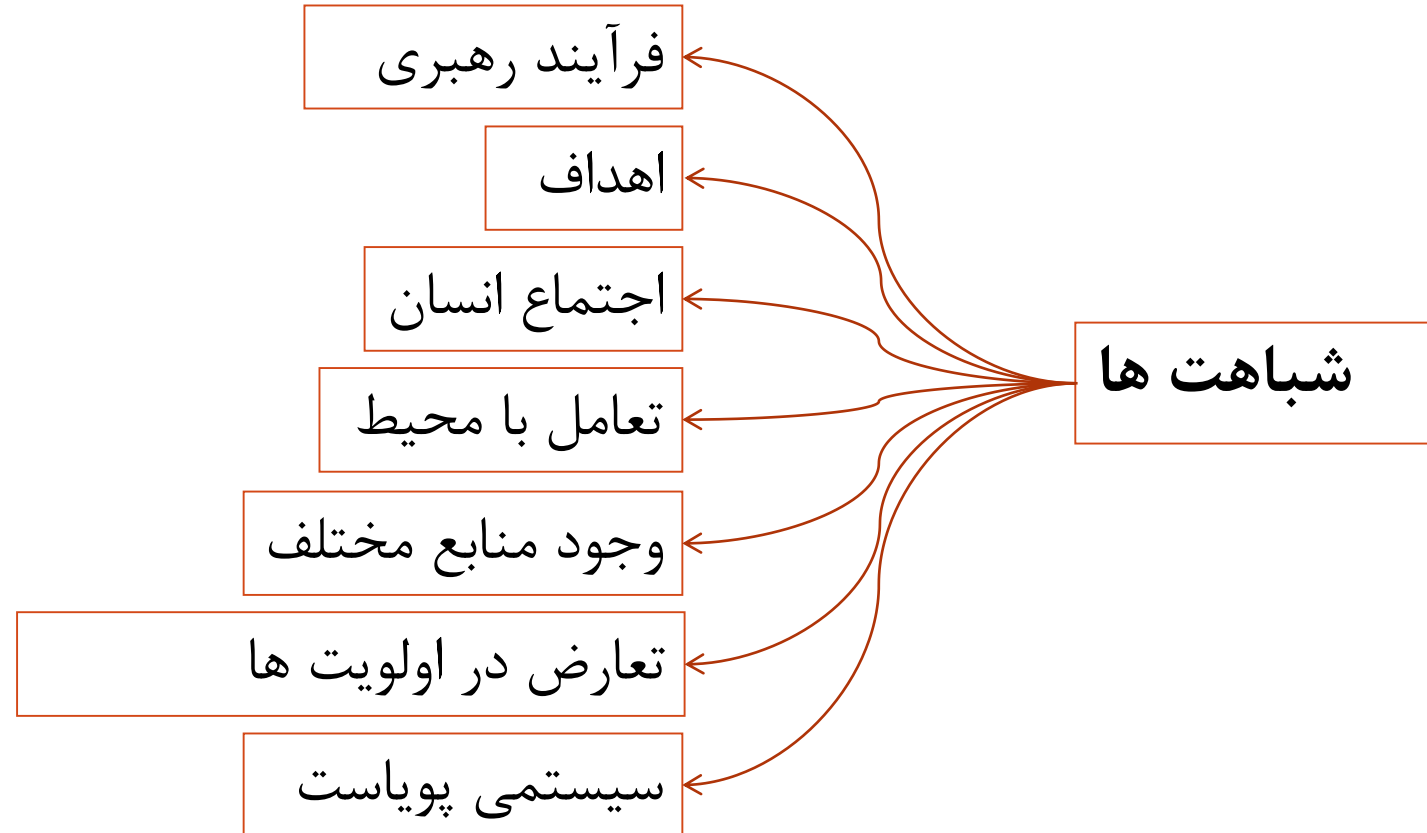 شباهت ها
فرآیند رهبری
اهداف
اجتماع انسان
تعامل با محیط
وجود منابع مختلف
تعارض در اولویت ها
سیستمی پویاست